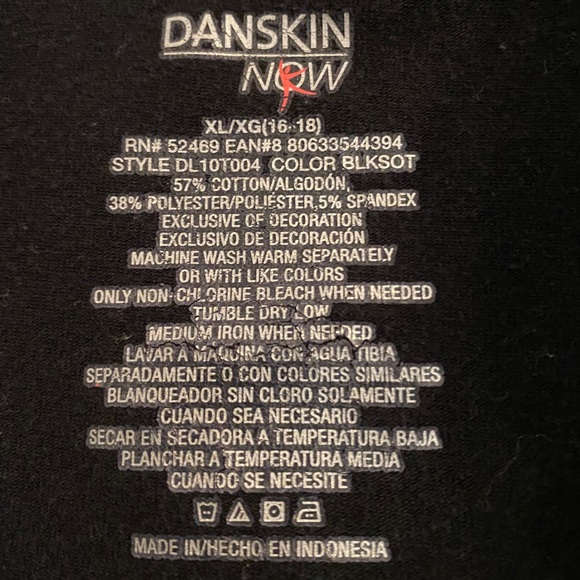 DANSKIN
NOW
XL/XG(16-18)
RN# 52469 EAN#8 80633544394
STYLE DL10T004 COLOR BLKSOT
57% COTTON/ALGODÓN,
38% POLYESTER/POLIÉSTER,5% SPANDEX
EXCLUSIVE OF DECORATION
EXCLUSIVO DE DECORACIÓN
MACHINE WASH WARM SEPARATELY
OR WITH LIKE COLORS
ONLY NON-CHLORINE BLEACH WHEN NEEDED
TUMBLE DRY LOW
MEDIUM IRON WHEN NEEDED
LAVAR A MAQUINA CON AGUA TIBIA
SEPARADAMENTE O CON COLORES SIMILARES
BLANQUEADOR SIN CLORO SOLAMENTE
CUANDO SEA NECESARIO
SECAR EN SECADORA A TEMPERATURA BAJA
PLANCHAR A TEMPERATURA MEDIA
CUANDO SE NECESITE
MADE IN/HECHO EN INDONESIA